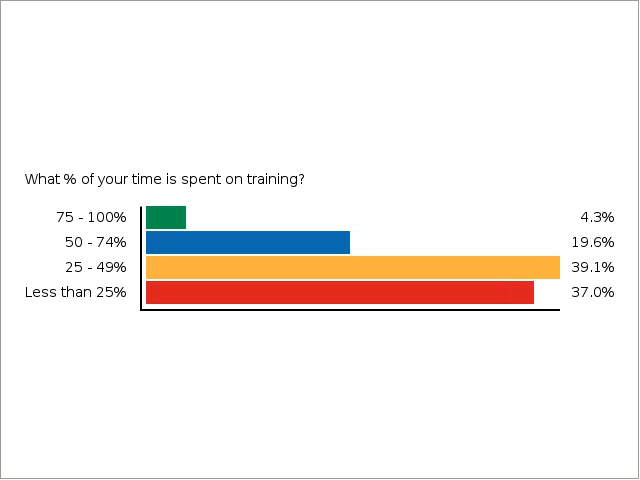 What % of your time is spent on training?
75 - 100% 4.3%
50 - 74% 19.6%
25 - 49% 39.1%
Less than 25% 37.0%